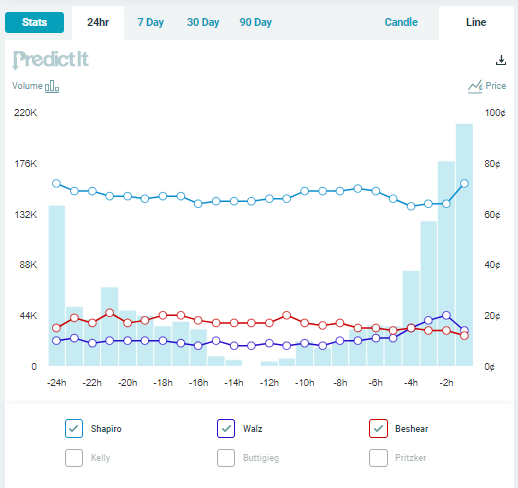 Stats 24hr 7 Day 30 Day 90 Day Candle Line
PredictIt
Volume Price
220K 100¢
176K 80¢
132K 60¢
88K 40¢
44K 20¢
0 0¢
-24h -22h -20h -18h -16h -14h -12h -10h -8h -6h -4h -2h
Shapiro Walz Beshear
Kelly Buttigieg Pritzker